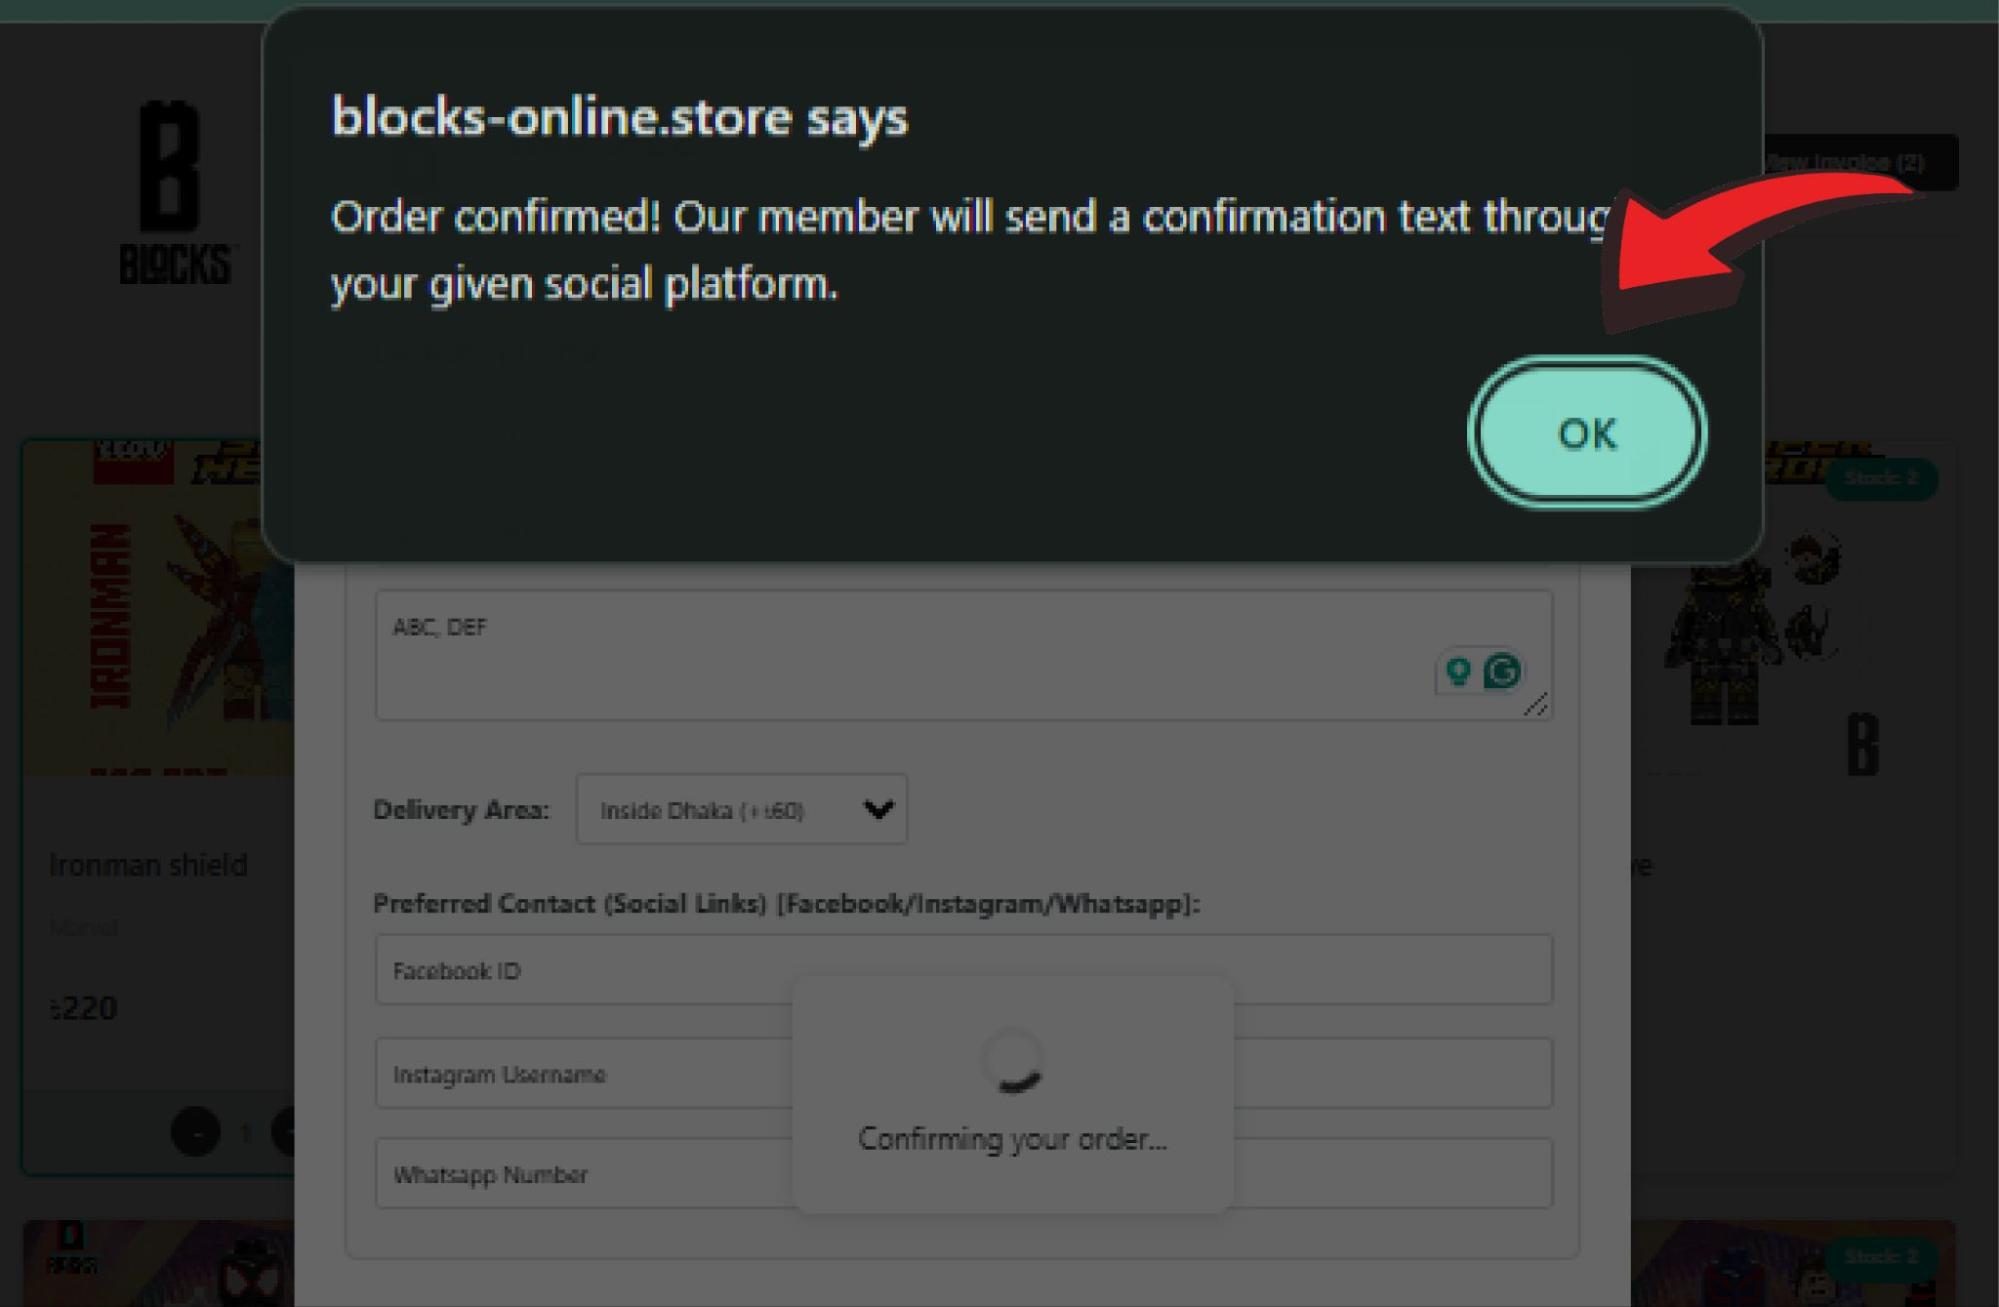 blocks-online.store says
Order confirmed! Our member will send a confirmation text throug
your given social platform.
OK
B
BLOCKS
View Invoice (2)
IRONMAN
Stock: 2
ABC, DEF
Delivery Area:
Inside Dhaka (+৳60)
Ironman shield
Marvel
৳220
- 1
Preferred Contact (Social Links) [Facebook/Instagram/Whatsapp]:
Facebook ID
Instagram Username
Whatsapp Number
Confirming your order...
B
Stock: 2